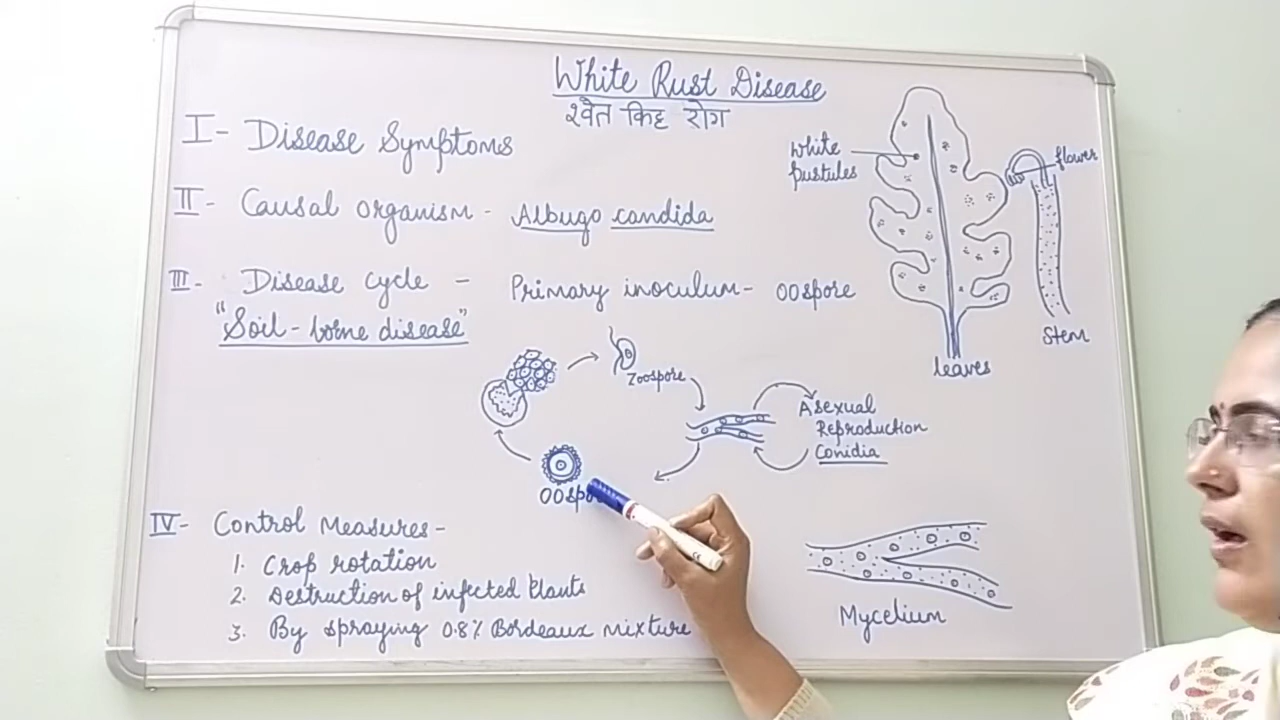 White Rust Disease
श्वेत किट्ट रोग
I- Disease Symptoms
II- Causal organism - Albugo candida
III- Disease cycle - Primary inoculum- oospore
"Soil-borne disease"
White
pustules
flower
Stem
leaves
Zoospore
Asexual
Reproduction
Conidia
IV- Control Measures-
1. Crop rotation
2. Destruction of infected Plants
3. By spraying 0.8% Bordeaux mixture
Mycelium